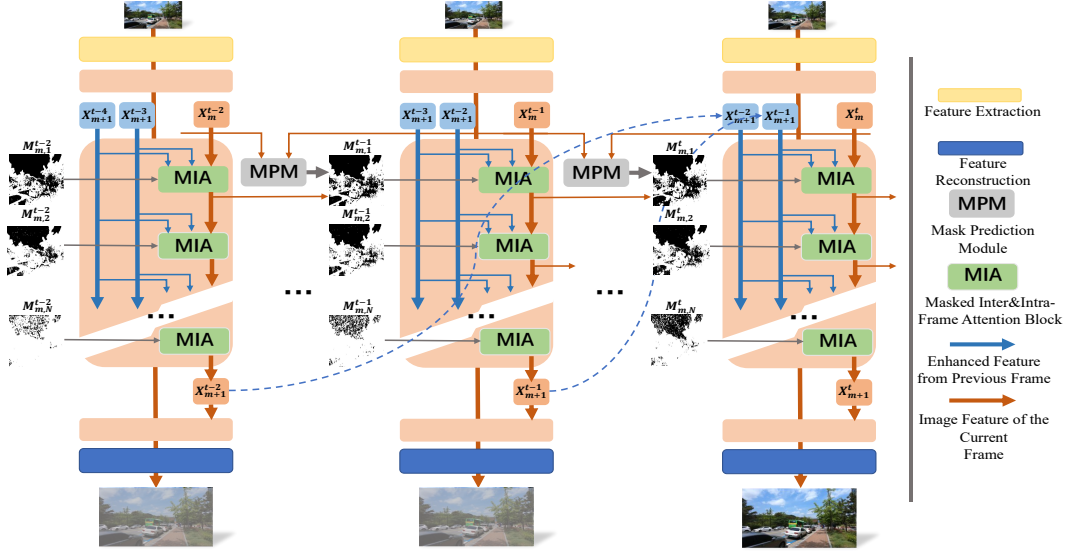 X_{m+1}^{t-4} X_{m+1}^{t-3} X_m^{t-2} X_{m+1}^{t-3} X_{m+1}^{t-2} X_m^{t-1} X_{m+1}^{t-2} X_{m+1}^{t-1} X_m^t
M_{m,1}^{t-2} M_{m,1}^{t-1} M_{m,1}^t
MIA MPM MIA MPM MIA
M_{m,2}^{t-2} M_{m,2}^{t-1} M_{m,2}^t
MIA MIA MIA
... ...
M_{m,N}^{t-2} ... M_{m,N}^{t-1} ... M_{m,N}^t ...
MIA MIA MIA
X_{m+1}^{t-2} X_{m+1}^{t-1} X_{m+1}^t
Feature Extraction
Feature
Reconstruction
MPM
Mask Prediction
Module
MIA
Masked Inter&Intra-
Frame Attention Block
Enhanced Feature
from Previous Frame
Image Feature of the
Current
Frame